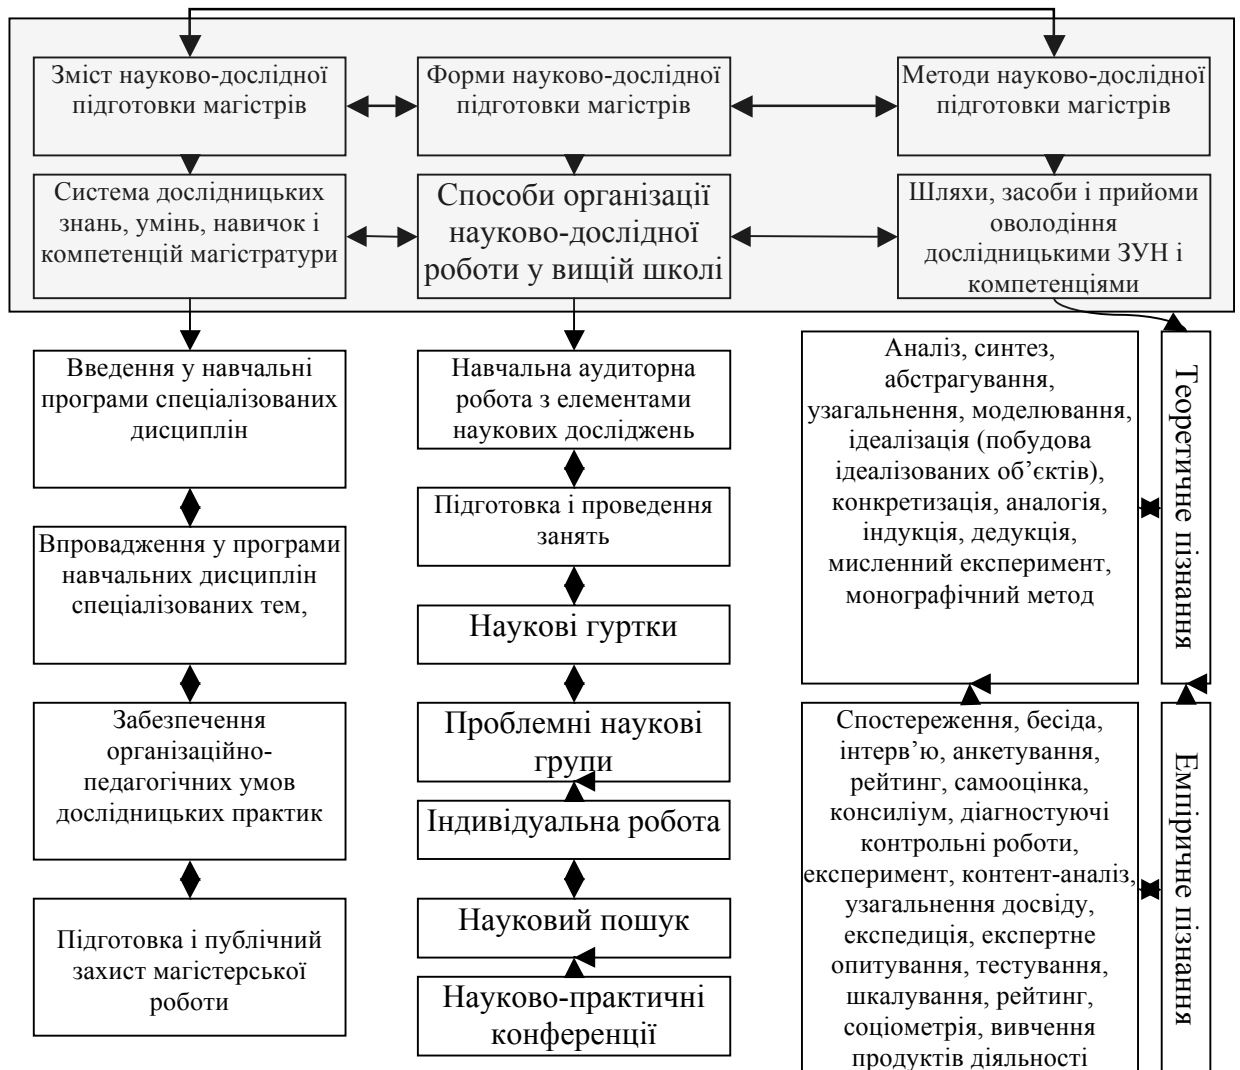 Зміст науково-дослідної
підготовки магістрів
Форми науково-дослідної
підготовки магістрів
Методи науково-дослідної
підготовки магістрів
Система дослідницьких
знань, умінь, навичок і
компетенцій магістратури
Способи організації
науково-дослідної
роботи у вищій школі
Шляхи, засоби і прийоми
оволодіння
дослідницькими ЗУН і
компетенціями
Введення у навчальні
програми спеціалізованих
дисциплін
Впровадження у програми
навчальних дисциплін
спеціалізованих тем,
Забезпечення
організаційно-
педагогічних умов
дослідницьких практик
Підготовка і публічний
захист магістерської
роботи
Навчальна аудиторна
робота з елементами
наукових досліджень
Підготовка і проведення
занять
Наукові гуртки
Проблемні наукові
групи
Індивідуальна робота
Науковий пошук
Науково-практичні
конференції
Аналіз, синтез,
абстрагування,
узагальнення, моделювання,
ідеалізація (побудова
ідеалізованих об’єктів),
конкретизація, аналогія,
індукція, дедукція,
мисленний експеримент,
монографічний метод
Теоретичне пізнання
Спостереження, бесіда,
інтерв’ю, анкетування,
рейтинг, самооцінка,
консиліум, діагностуючі
контрольні роботи,
експеримент, контент-аналіз,
узагальнення досвіду,
експедиція, експертне
опитування, тестування,
шкалування, рейтинг,
соціометрія, вивчення
продуктів діяльності
Емпіричне пізнання